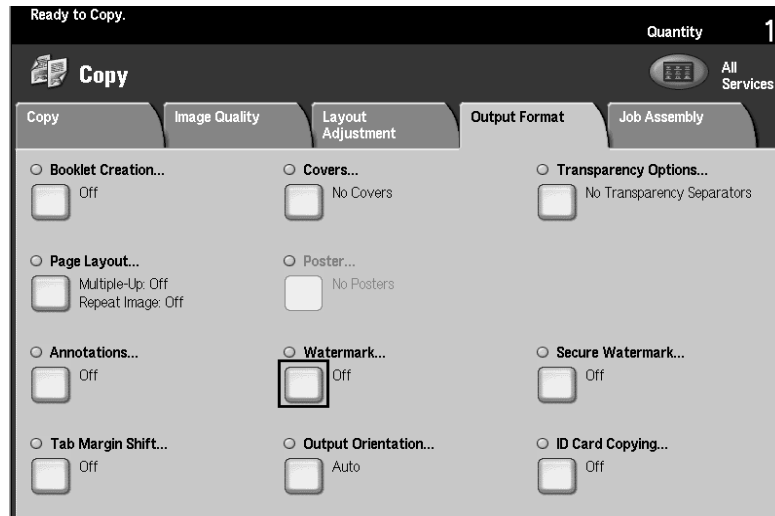 Ready to Copy.
Quantity 1
Copy
All
Services
Copy
Image Quality
Layout
Adjustment
Output Format
Job Assembly
Booklet Creation...
Off
Covers...
No Covers
Transparency Options...
No Transparency Separators
Page Layout...
Multiple-Up: Off
Repeat Image: Off
Poster...
No Posters
Annotations...
Off
Watermark...
Off
Secure Watermark...
Off
Tab Margin Shift...
Off
Output Orientation...
Auto
ID Card Copying...
Off